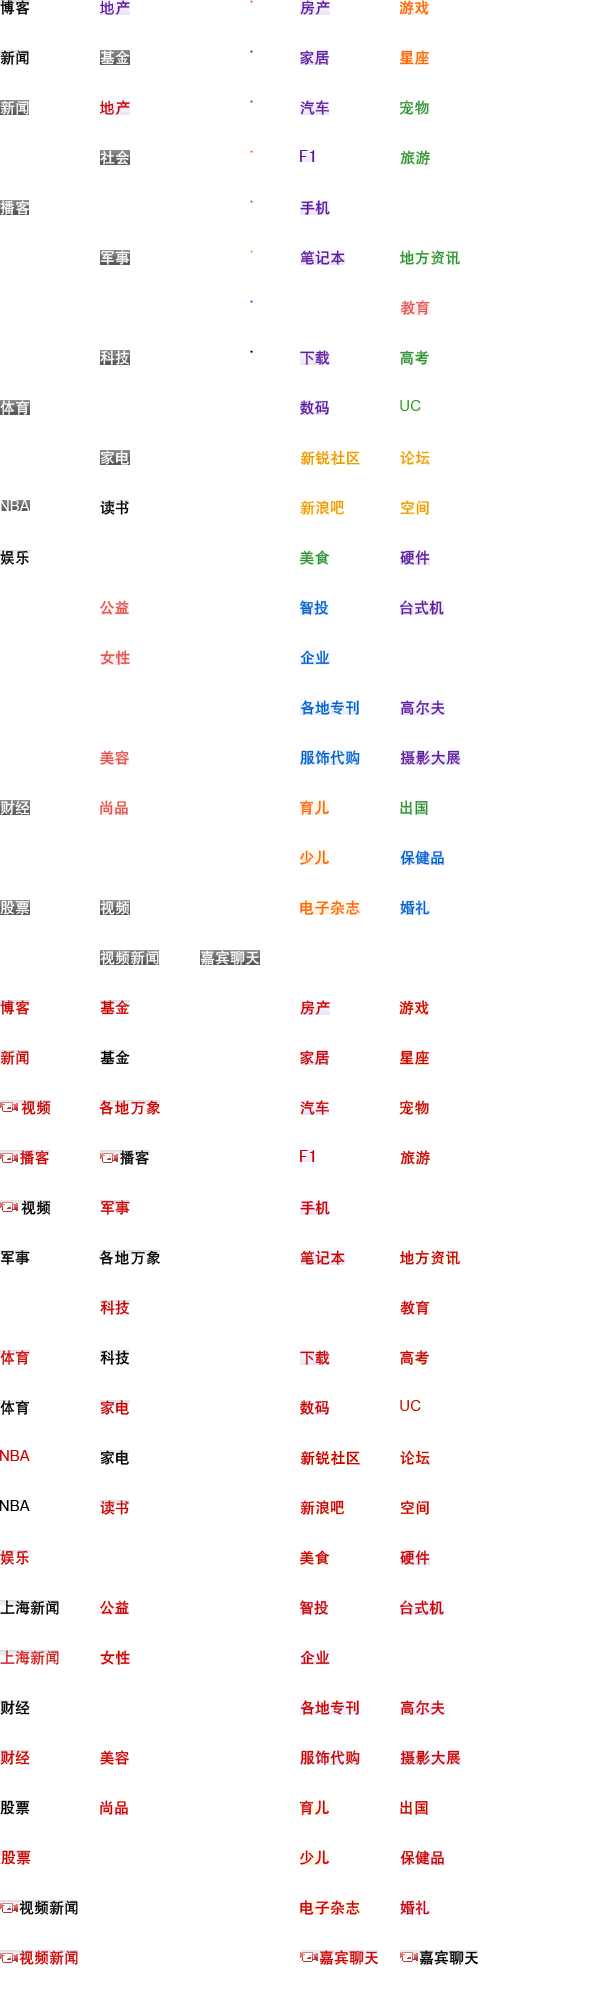 博客 地产 房产 游戏
新闻 基金 家居 星座
新闻 地产 汽车 宠物
社会 F1 旅游
播客 手机
军事 笔记本 地方资讯
教育
科技 下载 高考
体育 数码 UC
家电 新锐社区 论坛
NBA 读书 新浪吧 空间
娱乐 美食 硬件
公益 智投 台式机
女性 企业
各地专刊 高尔夫
美容 服饰代购 摄影大展
财经 尚品 育儿 出国
少儿 保健品
股票 视频 电子杂志 婚礼
视频新闻 嘉宾聊天
博客 基金 房产 游戏
新闻 基金 家居 星座
视频 各地万象 汽车 宠物
播客 播客 F1 旅游
视频 军事 手机
军事 各地万象 笔记本 地方资讯
科技 教育
体育 科技 下载 高考
体育 家电 数码 UC
NBA 家电 新锐社区 论坛
NBA 读书 新浪吧 空间
娱乐 美食 硬件
上海新闻 公益 智投 台式机
上海新闻 女性 企业
财经 各地专刊 高尔夫
财经 美容 服饰代购 摄影大展
股票 尚品 育儿 出国
股票 少儿 保健品
视频新闻 电子杂志 婚礼
视频新闻 嘉宾聊天 嘉宾聊天